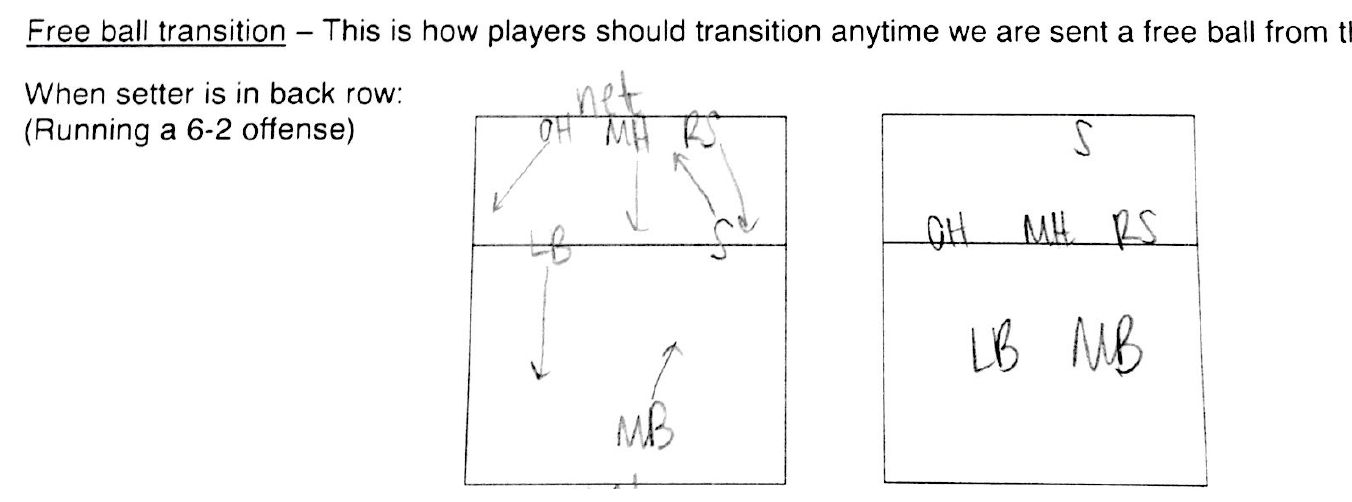 Free ball transition – This is how players should transition anytime we are sent a free ball from
When setter is in back row:
(Running a 6-2 offense)
net
OH MH RS
LB S
MB
S
OH MH RS
LB MB